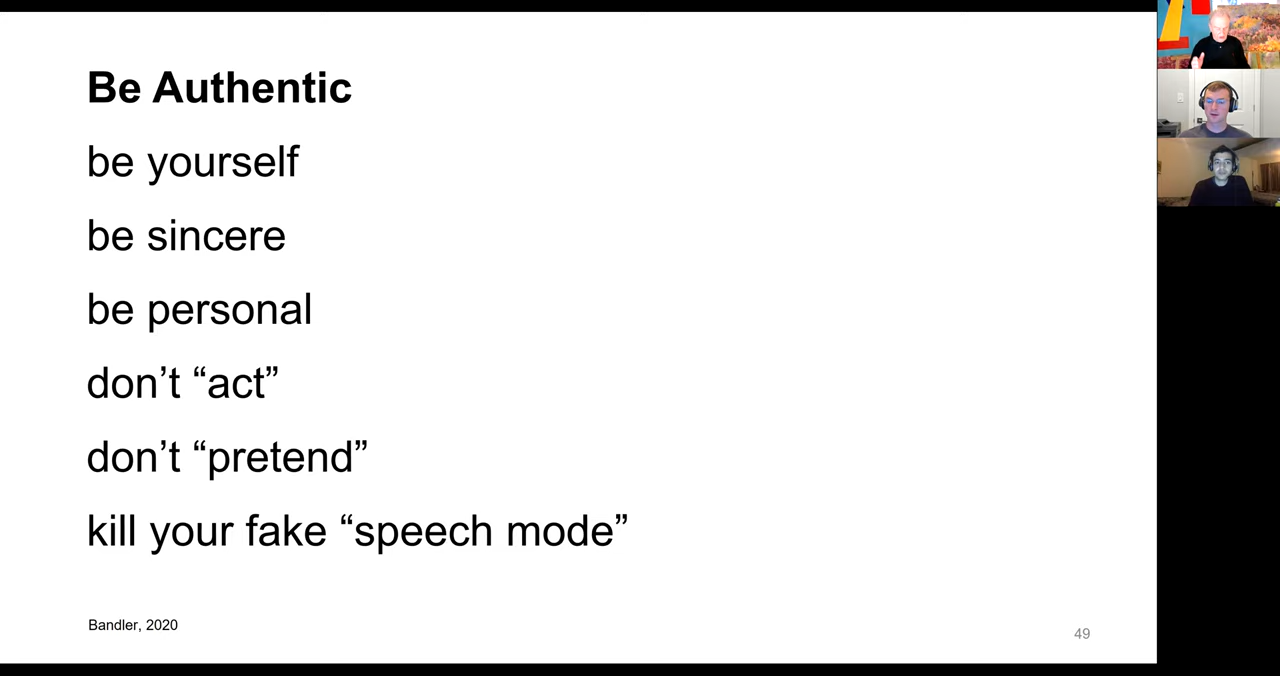 Be Authentic
be yourself
be sincere
be personal
don’t “act”
don’t “pretend”
kill your fake “speech mode”
Bandler, 2020
49